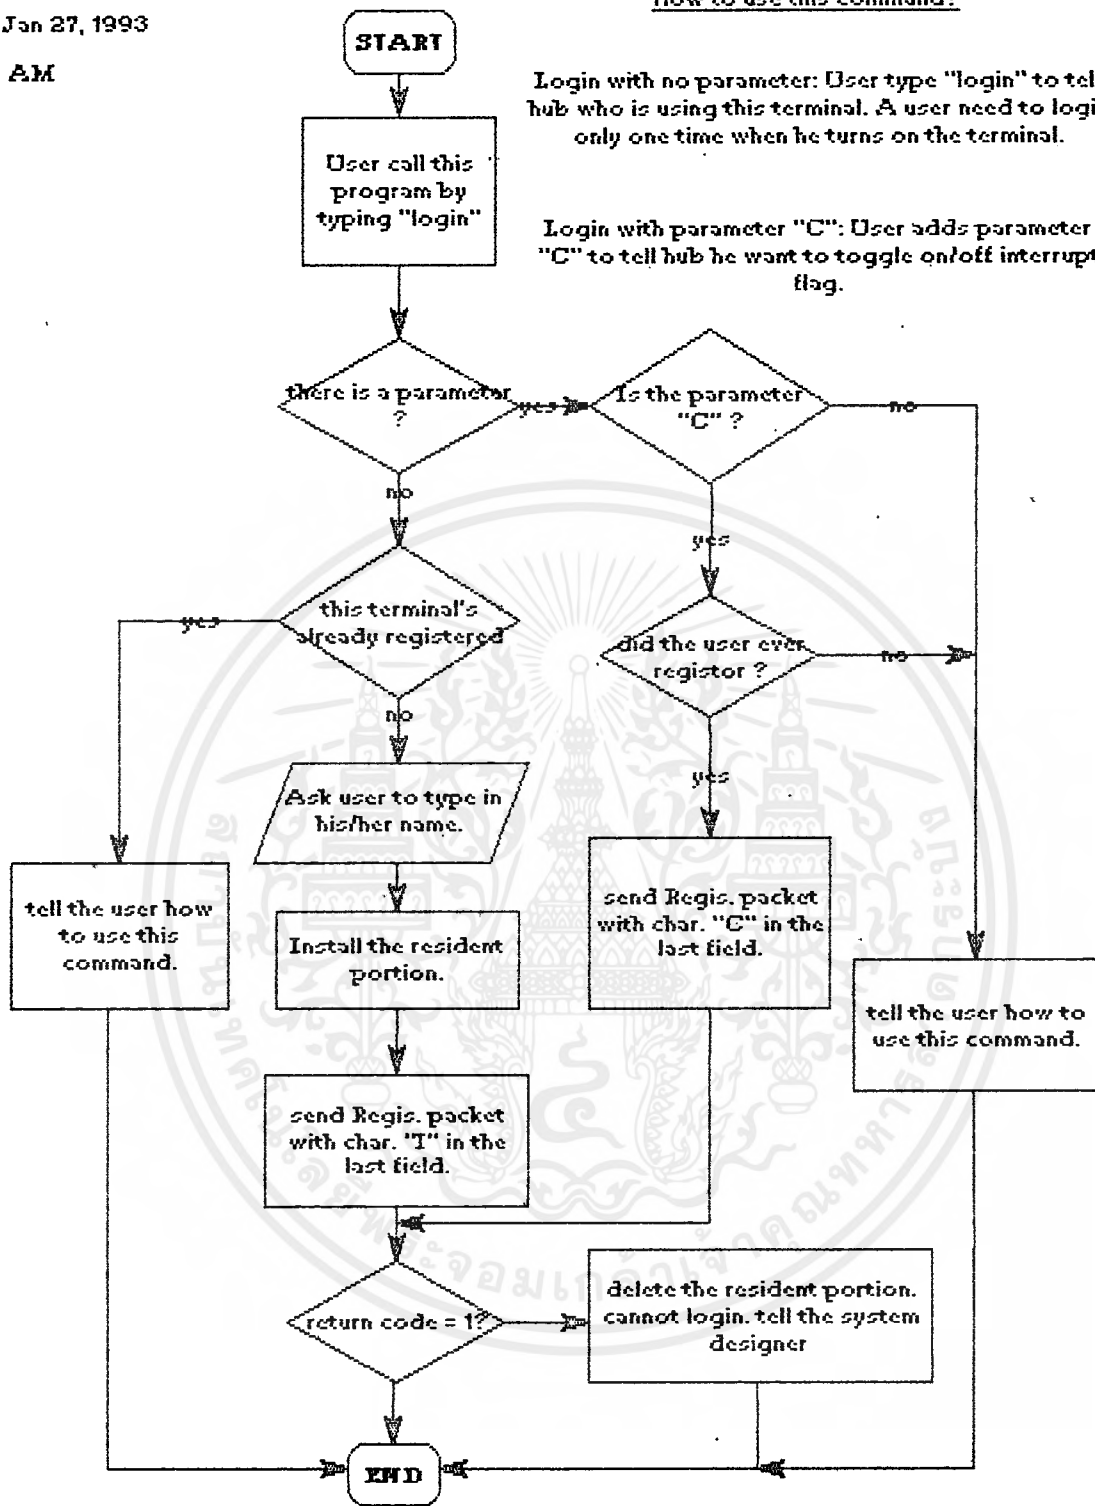 Jan 27, 1993
AM
How to use this command?
START
Login with no parameter: User type "login" to tel
hub who is using this terminal. A user need to logi
only one time when he turns on the terminal.
User call this
program by
typing "login"
Login with parameter "C": User adds parameter
"C" to tell hub he want to toggle on/off interrupt
flag.
there is a parameter
?
yes
Is the parameter
"C" ?
no
no
yes
this terminal's
already registered
yes
did the user ever
registor ?
no
no
yes
Ask user to type in
his/her name.
tell the user how
to use this
command.
Install the resident
portion.
send Regis. packet
with char. "C" in the
last field.
tell the user how to
use this command.
send Regis. packet
with char. "I" in the
last field.
return code = 1?
delete the resident portion.
cannot login. tell the system
designer
END